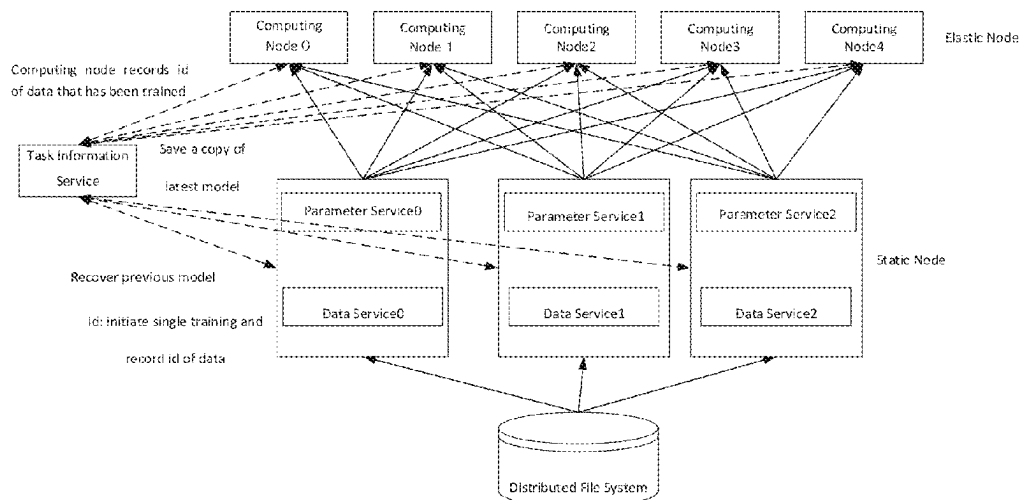 Computing
Node 0
Computing
Node 1
Computing
Node2
Computing
Node3
Computing
Node4
Elastic Node
Computing node records id
of data that has been trained
Task Information
Service
Save a copy of
latest model
Parameter Service0
Parameter Service1
Parameter Service2
Static Node
Recover previous model
id: initiate single training and
record id of data
Data Service0
Data Service1
Data Service2
Distributed File System